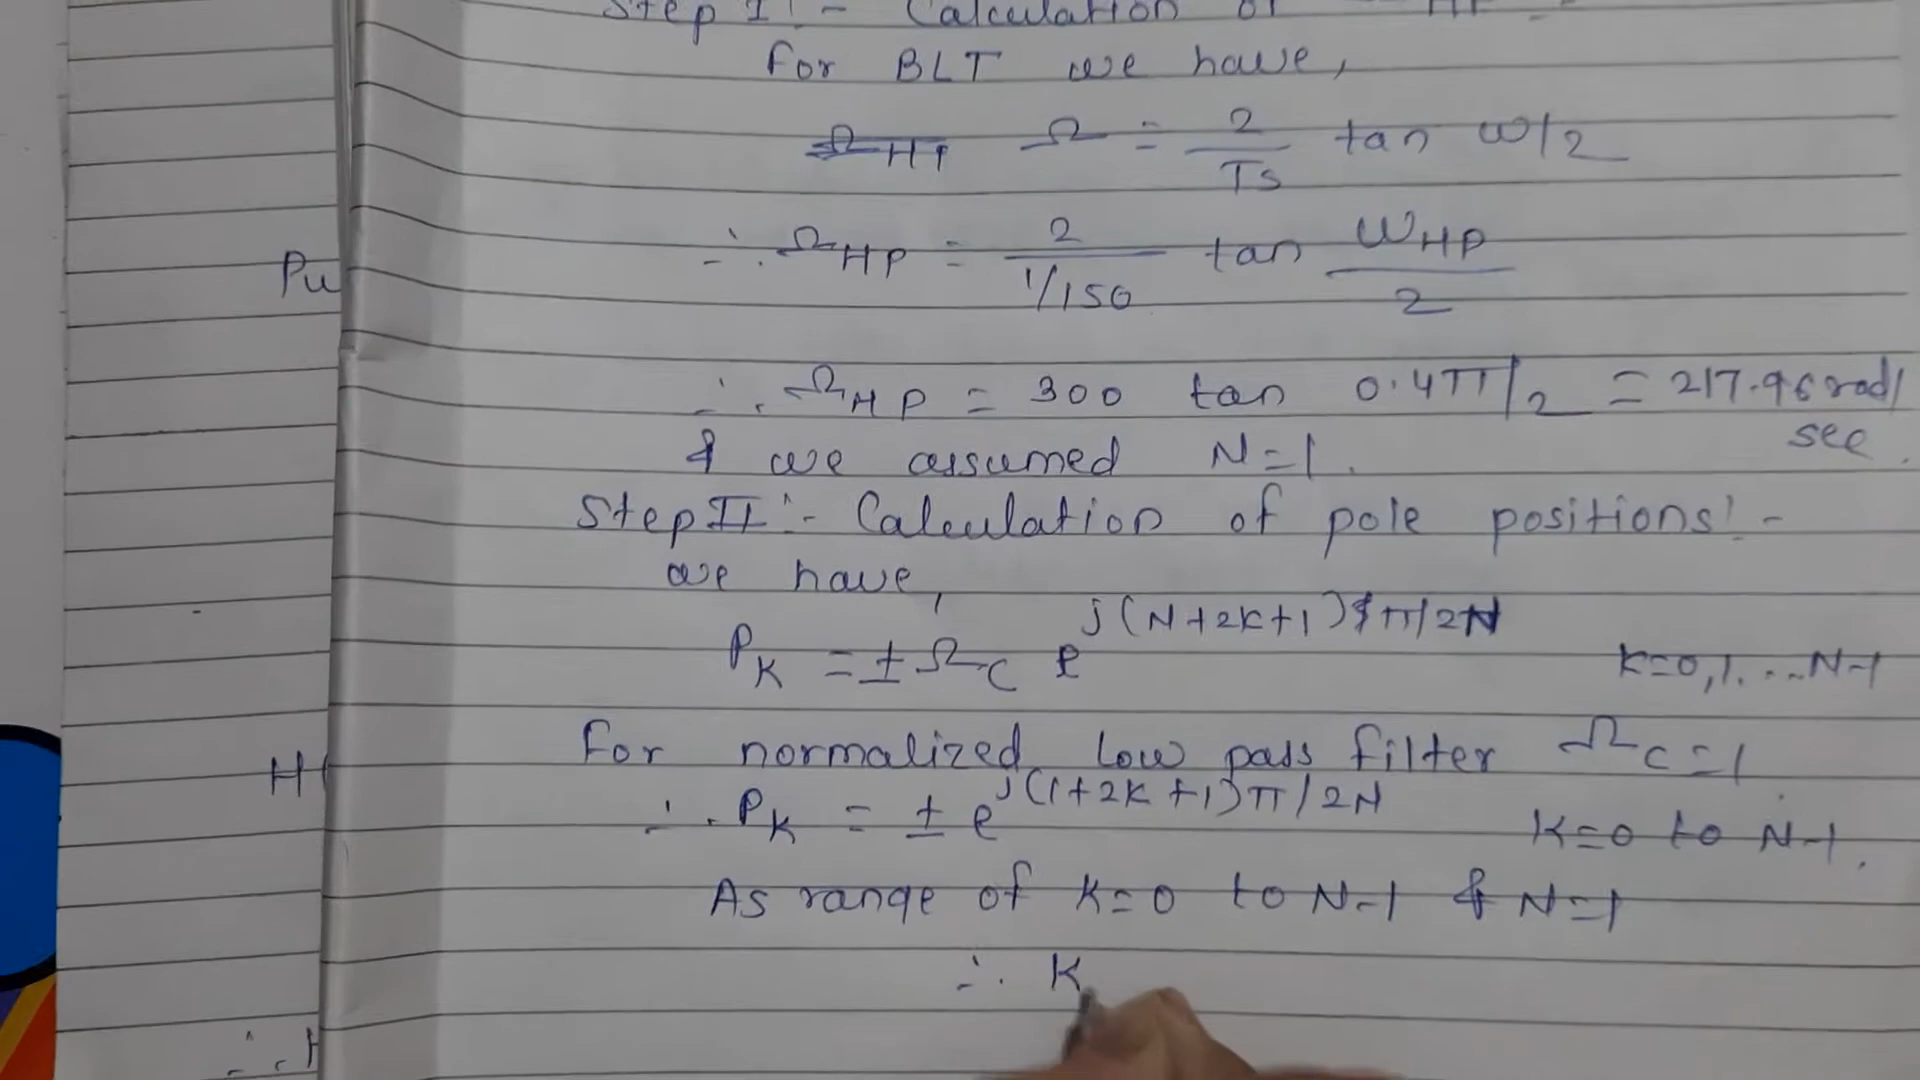 Step I :- Calculation of HP
For BLT we have,
Ω = 2/Ts tan ω/2
∴ Ω_HP = 2/(1/150) tan ω_HP/2
Pu
∴ Ω_HP = 300 tan 0.4π/2 = 217.96 rad/sec.
& we assumed N=1.
Step II :- Calculation of pole positions :-
we have,
P_K = ± Ω_C e^j(N+2K+1)π/2N K=0,1,...N-1
For normalized Low pass filter Ω_C=1.
H(
∴ P_K = ± e^j(1+2K+1)π/2N K=0 to N-1.
As range of K=0 to N-1 & N=1
∴ K
∴ H